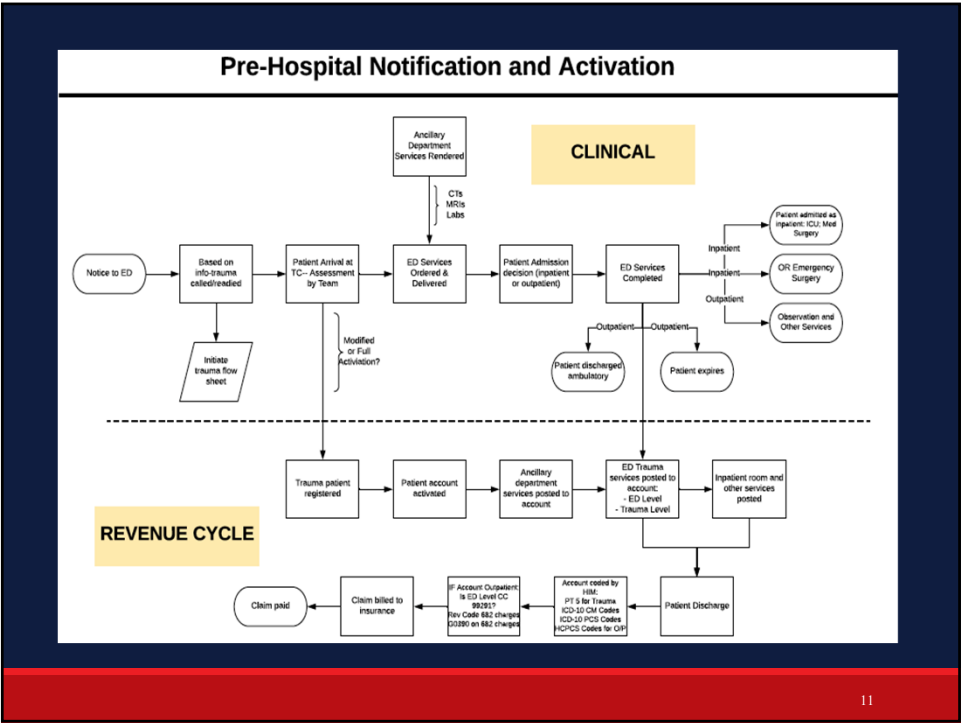 Pre-Hospital Notification and Activation
CLINICAL
Ancillary
Department
Services Rendered
CTs
MRIs
Labs
Notice to ED
Based on
info-trauma
called/readied
Patient Arrival at
TC-- Assessment
by Team
ED Services
Ordered &
Delivered
Patient Admission
decision (inpatient
or outpatient)
ED Services
Completed
Inpatient
Inpatient
Outpatient
Patient admitted as
inpatient: ICU; Med
Surgery
OR Emergency
Surgery
Observation and
Other Services
Initiate
trauma flow
sheet
Modified
or Full
Activiation?
Outpatient
Outpatient
Patient discharged
ambulatory
Patient expires
REVENUE CYCLE
Trauma patient
registered
Patient account
activated
Ancillary
department
services posted to
account
ED Trauma
services posted to
account:
- ED Level
- Trauma Level
Inpatient room and
other services
posted
Claim paid
Claim billed to
insurance
IF Account Outpatient:
Is ED Level CC
99291?
Rev Code 682 charges
G0390 on 682 charges
Account coded by
HIM:
PT 5 for Trauma
ICD-10 CM Codes
ICD-10 PCS Codes
HCPCS Codes for O/P
Patient Discharge
11